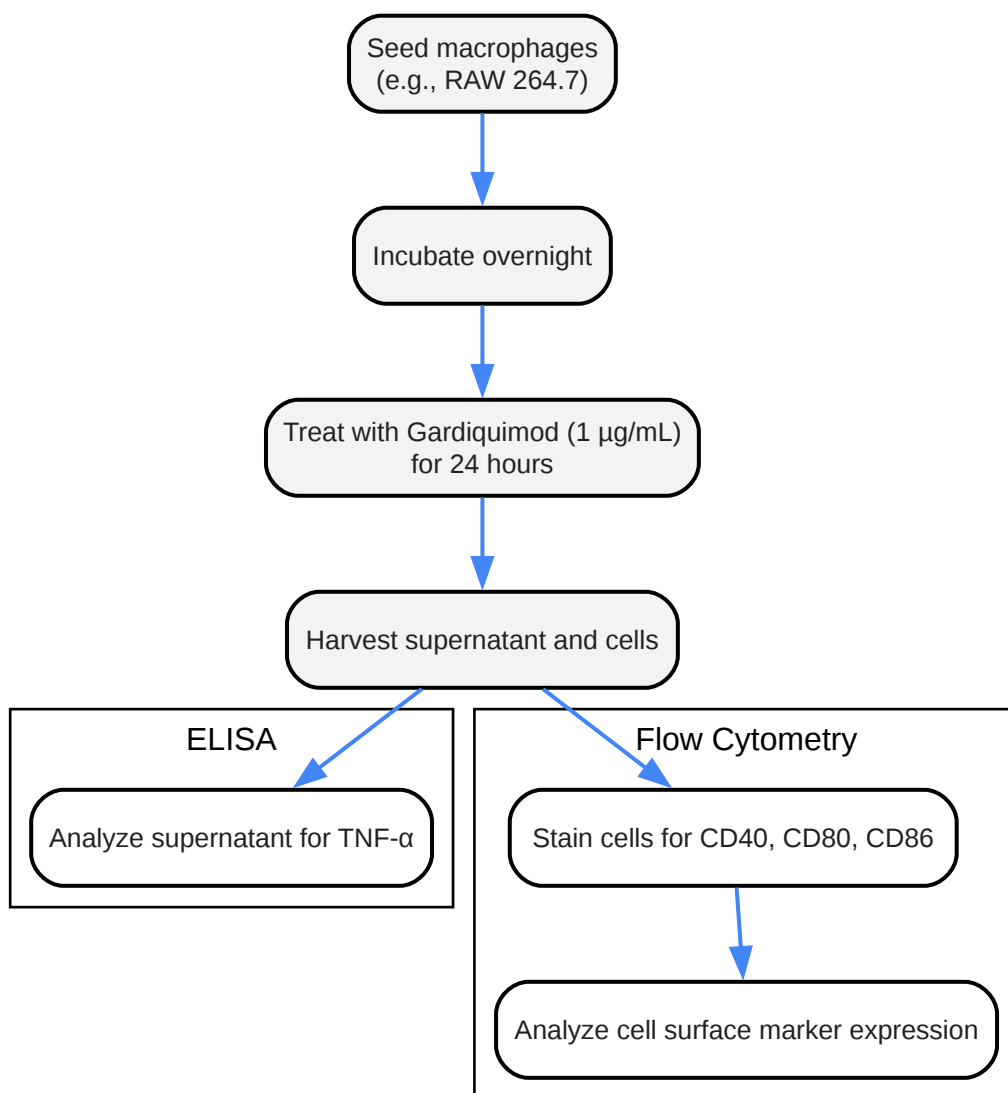 Seed macrophages
(e.g., RAW 264.7)
Incubate overnight
Treat with Gardiquimod (1 µg/mL)
for 24 hours
Harvest supernatant and cells
ELISA
Analyze supernatant for TNF-α
Flow Cytometry
Stain cells for CD40, CD80, CD86
Analyze cell surface marker expression